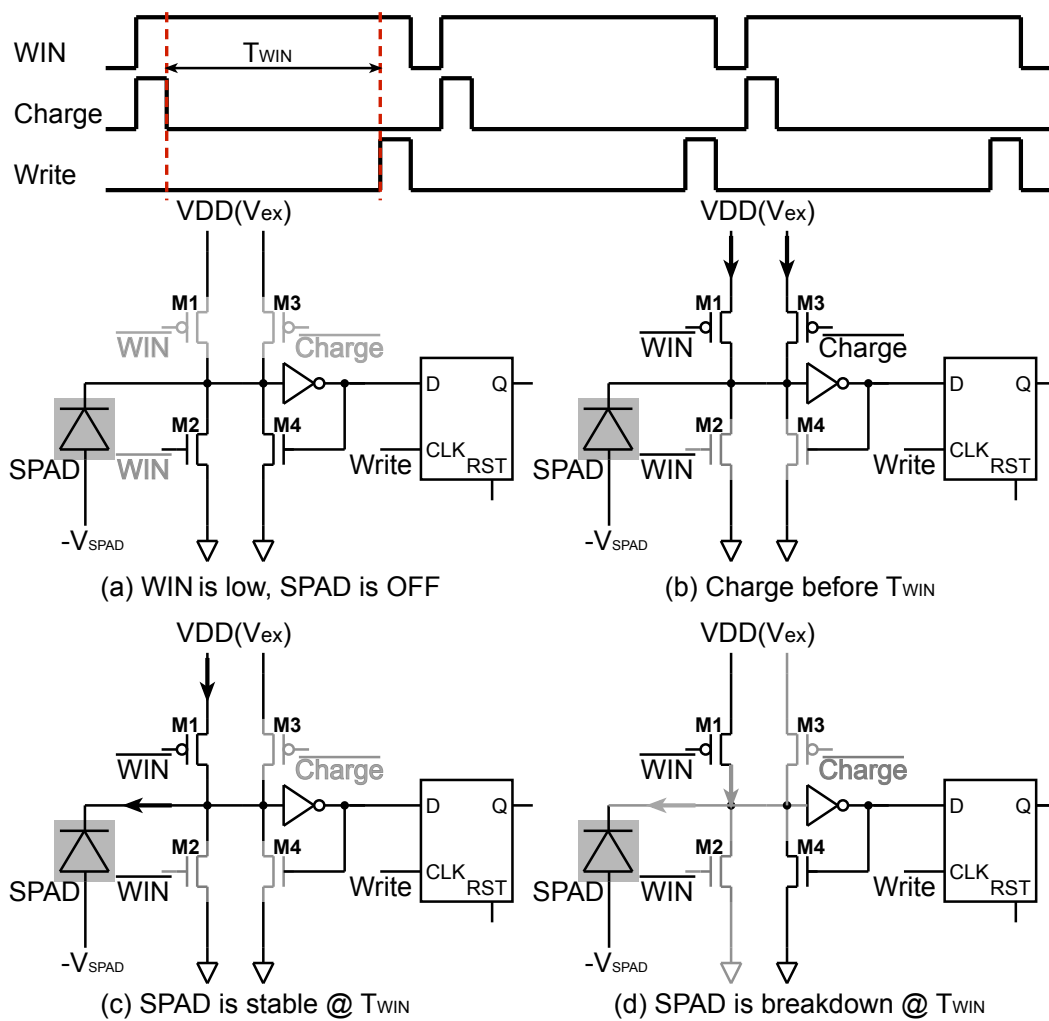 WIN
TWIN
Charge
Write
VDD(Vex)
VDD(Vex)
M1
M3
WIN
Charge
M2
M4
WIN
SPAD
-VSPAD
D
Q
CLK
RST
Write
M1
M3
WIN
Charge
M2
M4
WIN
SPAD
-VSPAD
D
Q
CLK
RST
Write
(a) WIN is low, SPAD is OFF
(b) Charge before TWIN
VDD(Vex)
VDD(Vex)
M1
M3
WIN
Charge
M2
M4
WIN
SPAD
-VSPAD
D
Q
CLK
RST
Write
M1
M3
WIN
Charge
M2
M4
WIN
SPAD
-VSPAD
D
Q
CLK
RST
Write
(c) SPAD is stable @ TWIN
(d) SPAD is breakdown @ TWIN